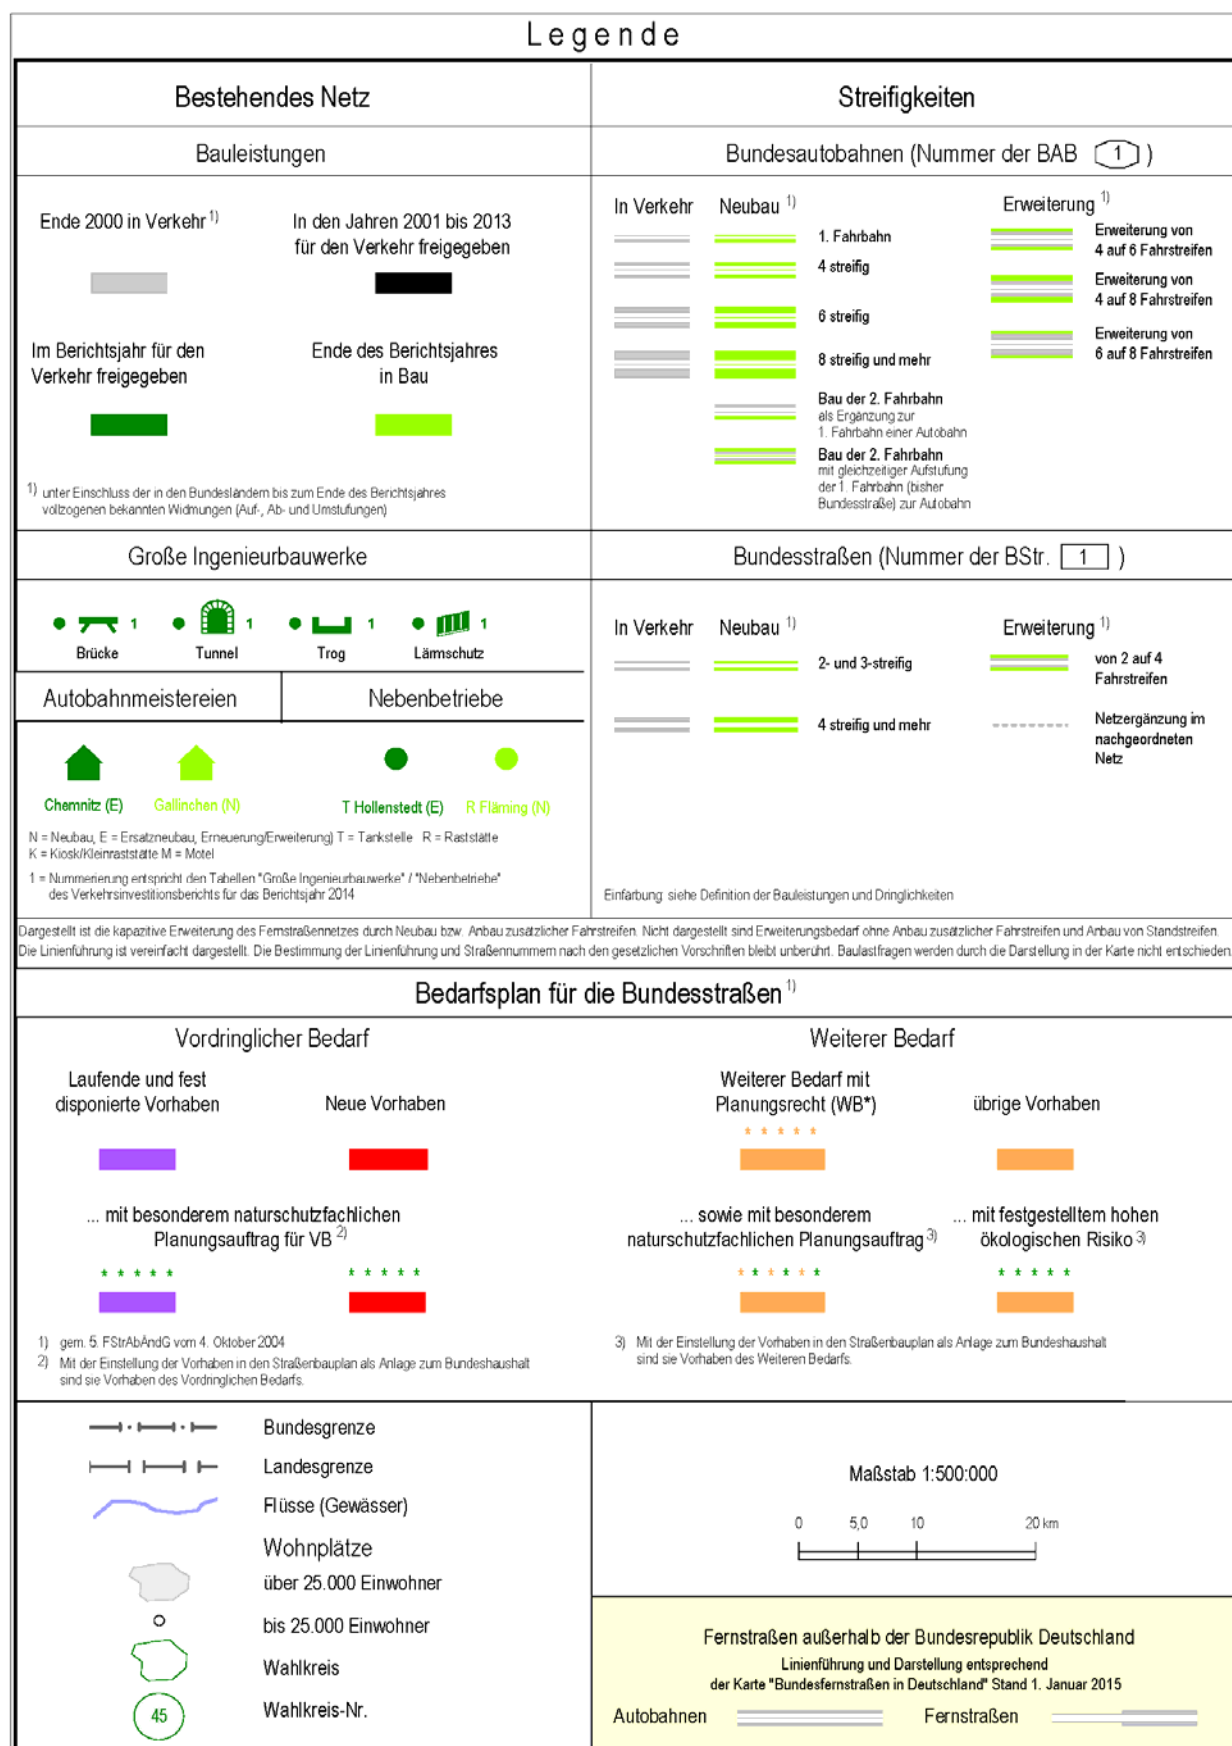 Legende
Bestehendes Netz
Bauleistungen
Ende 2000 in Verkehr 1)
In den Jahren 2001 bis 2013
für den Verkehr freigegeben
Im Berichtsjahr für den
Verkehr freigegeben
Ende des Berichtsjahres
in Bau
1) unter Einschluss der in den Bundesländern bis zum Ende des Berichtsjahres
vollzogenen bekannten Widmungen (Auf-, Ab- und Umstufungen)
Streifigkeiten
Bundesautobahnen (Nummer der BAB 1 )
In Verkehr Neubau 1) Erweiterung 1)
1. Fahrbahn
4 streifig
6 streifig
8 streifig und mehr
Bau der 2. Fahrbahn
als Ergänzung zur
1. Fahrbahn einer Autobahn
Bau der 2. Fahrbahn
mit gleichzeitiger Aufstufung
der 1. Fahrbahn (bisher
Bundesstraße) zur Autobahn
Erweiterung von
4 auf 6 Fahrstreifen
Erweiterung von
4 auf 8 Fahrstreifen
Erweiterung von
6 auf 8 Fahrstreifen
Große Ingenieurbauwerke
1 1 1 1
Brücke Tunnel Trog Lärmschutz
Autobahnmeistereien
Nebenbetriebe
Chemnitz (E) Gallinchen (N) T Hollenstedt (E) R Fläming (N)
N = Neubau, E = Ersatzneubau, Erneuerung/Erweiterung) T = Tankstelle R = Raststätte
K = Kiosk/Kleinraststätte M = Motel
1 = Nummerierung entspricht den Tabellen "Große Ingenieurbauwerke" / "Nebenbetriebe"
des Verkehrsinvestitionsberichts für das Berichtsjahr 2014
Bundesstraßen (Nummer der BStr. 1 )
In Verkehr Neubau 1) Erweiterung 1)
2- und 3-streifig
4 streifig und mehr
von 2 auf 4
Fahrstreifen
Netzergänzung im
nachgeordneten
Netz
Einfärbung: siehe Definition der Bauleistungen und Dringlichkeiten
Dargestellt ist die kapazitive Erweiterung des Fernstraßennetzes durch Neubau bzw. Anbau zusätzlicher Fahrstreifen. Nicht dargestellt sind Erweiterungsbedarf ohne Anbau zusätzlicher Fahrstreifen und Anbau von Standstreifen.
Die Linienführung ist vereinfacht dargestellt. Die Bestimmung der Linienführung und Straßennummern nach den gesetzlichen Vorschriften bleibt unberührt. Baulastfragen werden durch die Darstellung in der Karte nicht entschieden.
Bedarfsplan für die Bundesstraßen 1)
Vordringlicher Bedarf
Laufende und fest
disponierte Vorhaben
Neue Vorhaben
... mit besonderem naturschutzfachlichen
Planungsauftrag für VB 2)
1) gem. 5. FStrAbÄndG vom 4. Oktober 2004
2) Mit der Einstellung der Vorhaben in den Straßenbauplan als Anlage zum Bundeshaushalt
sind sie Vorhaben des Vordringlichen Bedarfs.
Weiterer Bedarf
Weiterer Bedarf mit
Planungsrecht (WB*)
übrige Vorhaben
... sowie mit besonderem
naturschutzfachlichen Planungsauftrag 3)
... mit festgestelltem hohen
ökologischen Risiko 3)
3) Mit der Einstellung der Vorhaben in den Straßenbauplan als Anlage zum Bundeshaushalt
sind sie Vorhaben des Weiteren Bedarfs.
Bundesgrenze
Landesgrenze
Flüsse (Gewässer)
Wohnplätze
über 25.000 Einwohner
bis 25.000 Einwohner
Wahlkreis
45 Wahlkreis-Nr.
Maßstab 1:500:000
0 5,0 10 20 km
Fernstraßen außerhalb der Bundesrepublik Deutschland
Linienführung und Darstellung entsprechend
der Karte "Bundesfernstraßen in Deutschland" Stand 1. Januar 2015
Autobahnen Fernstraßen